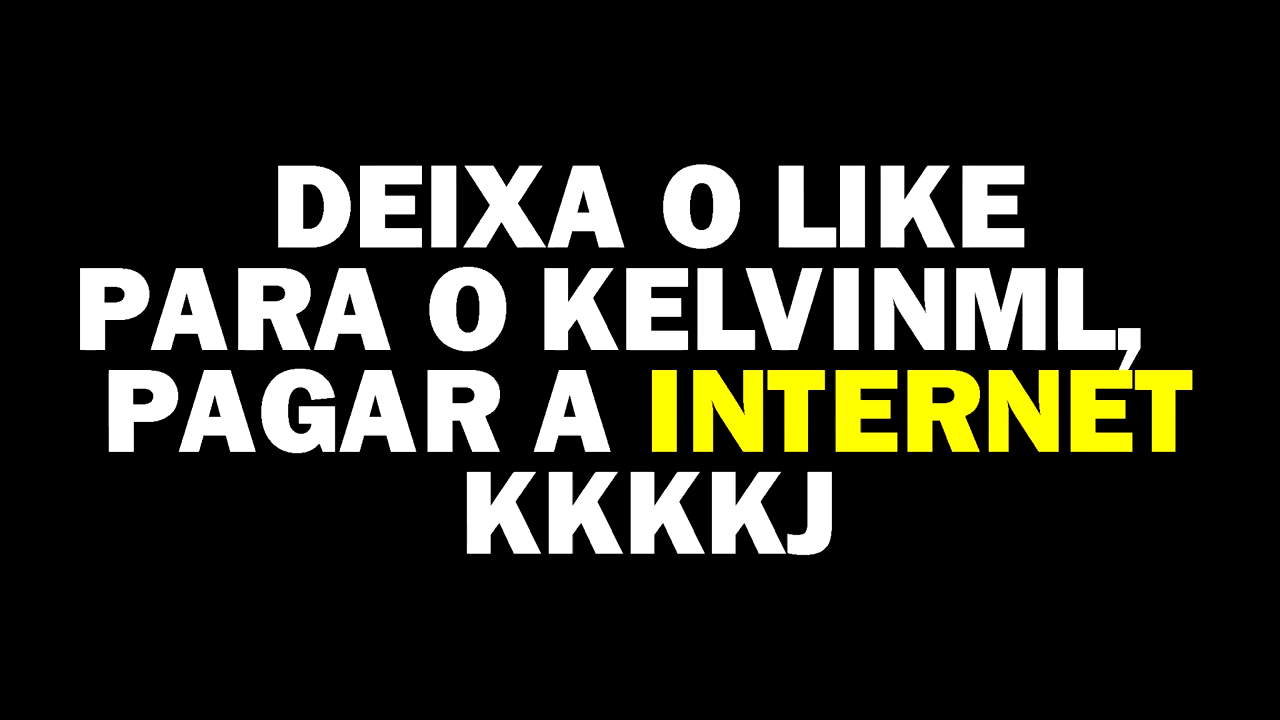 DEIXA O LIKE
PARA O KELVINML,
PAGAR A INTERNET
KKKKJ